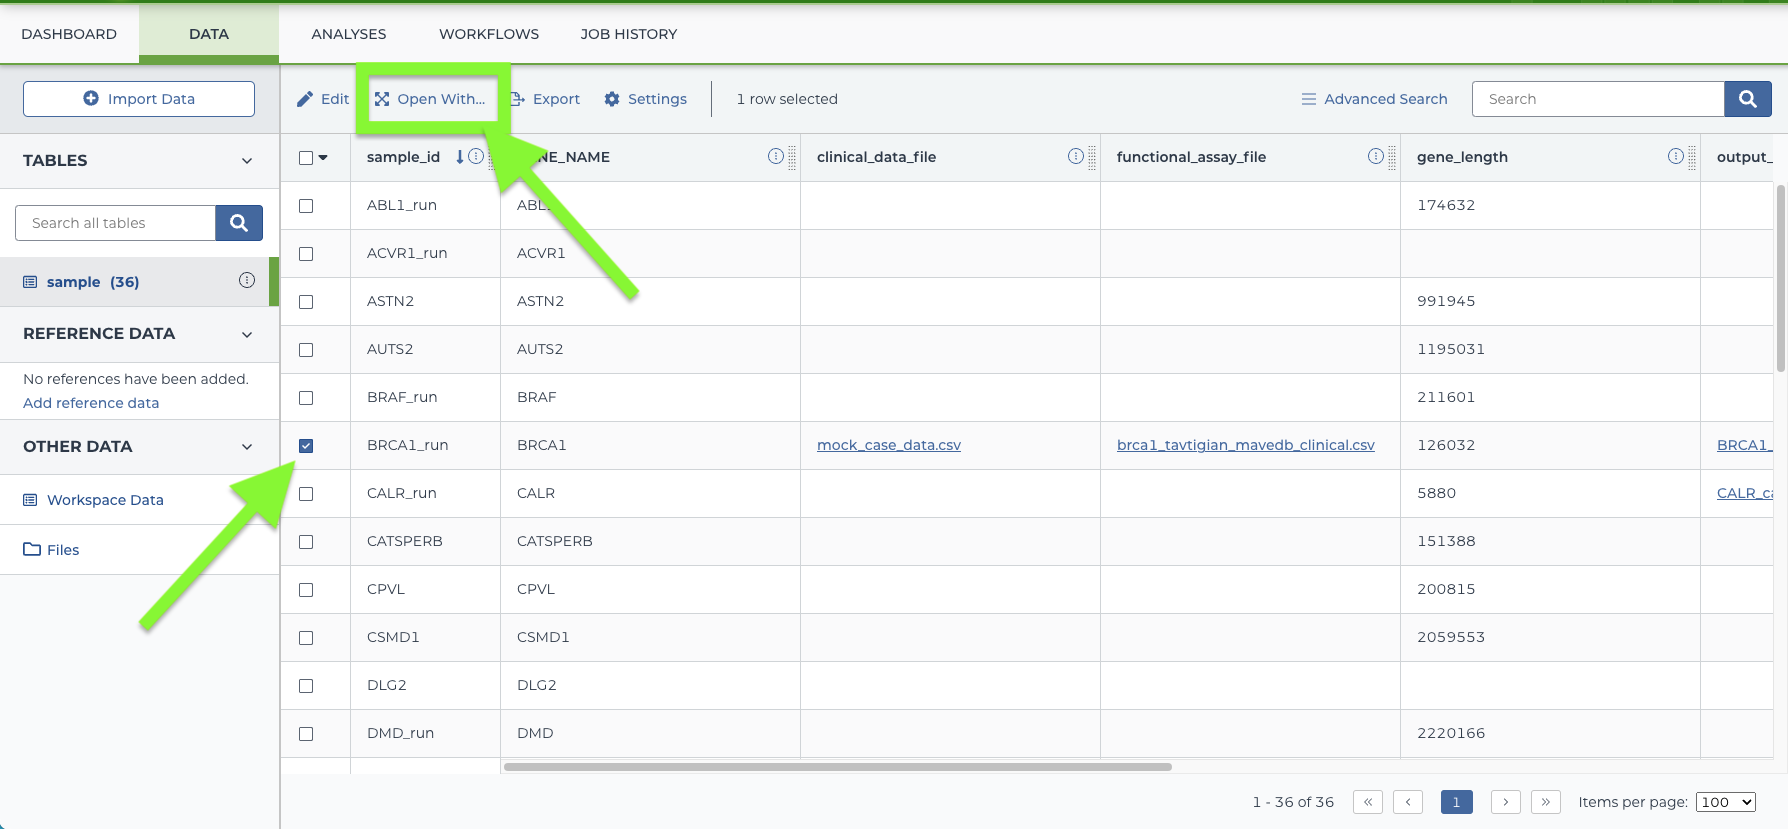 DASHBOARD DATA ANALYSES WORKFLOWS JOB HISTORY
Import Data
Edit Open With... Export Settings 1 row selected Advanced Search Search
TABLES
Search all tables
sample (36)
REFERENCE DATA
No references have been added.
Add reference data
OTHER DATA
Workspace Data
Files
sample_id NE_NAME clinical_data_file functional_assay_file gene_length output_
ABL1_run ABL 174632
ACVR1_run ACVR1
ASTN2 ASTN2 991945
AUTS2 AUTS2 1195031
BRAF_run BRAF 211601
BRCA1_run BRCA1 mock_case_data.csv brca1_tavtigian_mavedb_clinical.csv 126032 BRCA1_
CALR_run CALR 5880 CALR_ca
CATSPERB CATSPERB 151388
CPVL CPVL 200815
CSMD1 CSMD1 2059553
DLG2 DLG2
DMD_run DMD 2220166
1 - 36 of 36 « ‹ 1 › » Items per page: 100